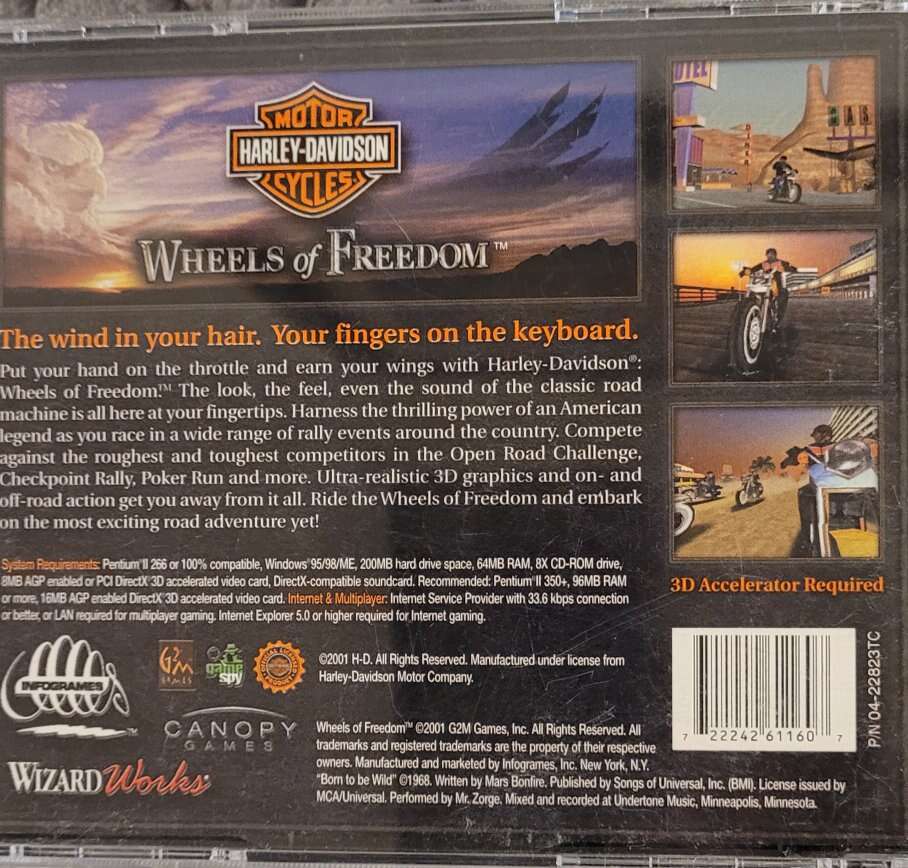 MOTOR
HARLEY-DAVIDSON
CYCLES
WHEELS of FREEDOM™
The wind in your hair. Your fingers on the keyboard.
Put your hand on the throttle and earn your wings with Harley-Davidson®:
Wheels of Freedom.™ The look, the feel, even the sound of the classic road
machine is all here at your fingertips. Harness the thrilling power of an American
legend as you race in a wide range of rally events around the country. Compete
against the roughest and toughest competitors in the Open Road Challenge,
Checkpoint Rally, Poker Run and more. Ultra-realistic 3D graphics and on- and
off-road action get you away from it all. Ride the Wheels of Freedom and embark
on the most exciting road adventure yet!
System Requirements: Pentium® II 266 or 100% compatible, Windows® 95/98/ME, 200MB hard drive space, 64MB RAM, 8X CD-ROM drive,
8MB AGP enabled or PCI DirectX® 3D accelerated video card, DirectX-compatible soundcard. Recommended: Pentium® II 350+, 96MB RAM
or more, 16MB AGP enabled DirectX® 3D accelerated video card. Internet & Multiplayer: Internet Service Provider with 33.6 kbps connection
or better, or LAN required for multiplayer gaming. Internet Explorer 5.0 or higher required for Internet gaming.
OTEL
GAS
3D Accelerator Required
INFOGRAMES™
G2M
GAMES
game
spy
©2001 H-D. All Rights Reserved. Manufactured under license from
Harley-Davidson Motor Company.
CANOPY
GAMES
WIZARDWorks®
Wheels of Freedom™ ©2001 G2M Games, Inc. All Rights Reserved. All
trademarks and registered trademarks are the property of their respective
owners. Manufactured and marketed by Infogrames, Inc. New York, N.Y.
"Born to be Wild" ©1968. Written by Mars Bonfire. Published by Songs of Universal, Inc. (BMI). License issued by
MCA/Universal. Performed by Mr. Zorge. Mixed and recorded at Undertone Music, Minneapolis, Minnesota.
7 22242 61160 7
P/N 04-22823TC